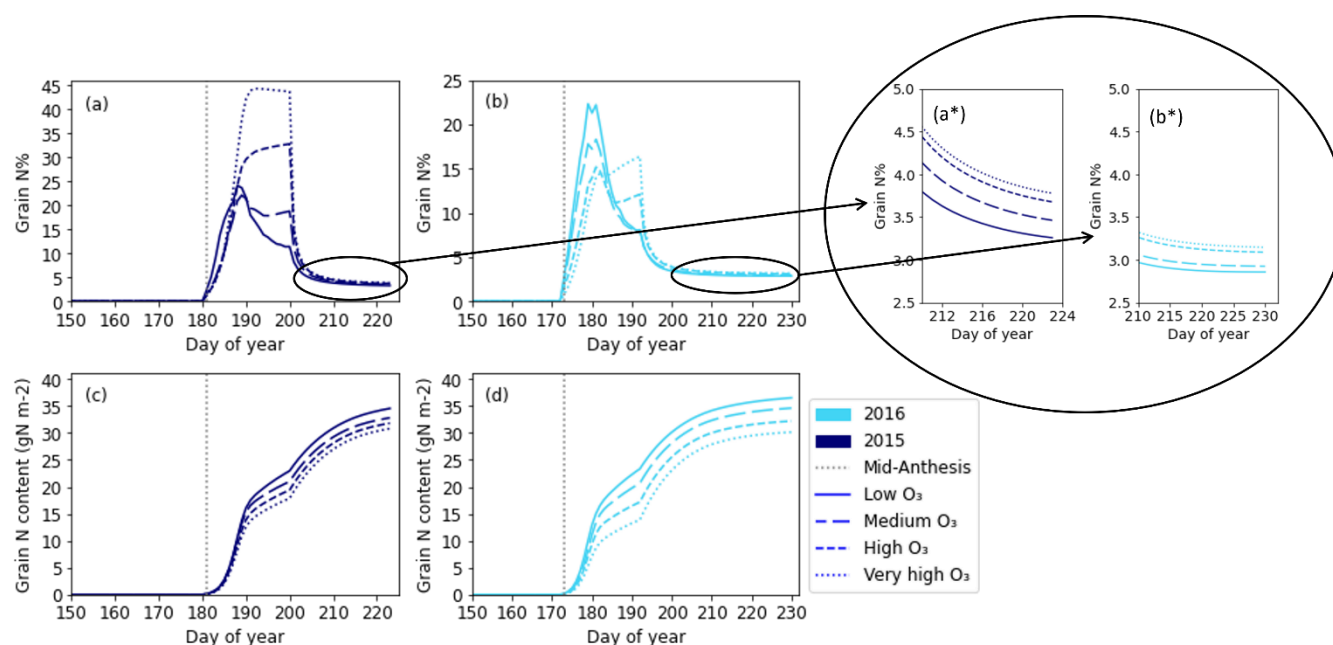 (a)
Grain N%
45
40
35
30
25
20
15
10
5
0
150 160 170 180 190 200 210 220
Day of year
(b)
Grain N%
25
20
15
10
5
0
150 160 170 180 190 200 210 220 230
Day of year
(a*)
Grain N%
5.0
4.5
4.0
3.5
3.0
2.5
212 216 220 224
Day of year
(b*)
Grain N%
5.0
4.5
4.0
3.5
3.0
2.5
210 215 220 225 230
Day of year
(c)
Grain N content (gN m-2)
40
35
30
25
20
15
10
5
0
150 160 170 180 190 200 210 220
Day of year
(d)
Grain N content (gN m-2)
40
35
30
25
20
15
10
5
0
150 160 170 180 190 200 210 220 230
Day of year
2016
2015
Mid-Anthesis
Low O₃
Medium O₃
High O₃
Very high O₃